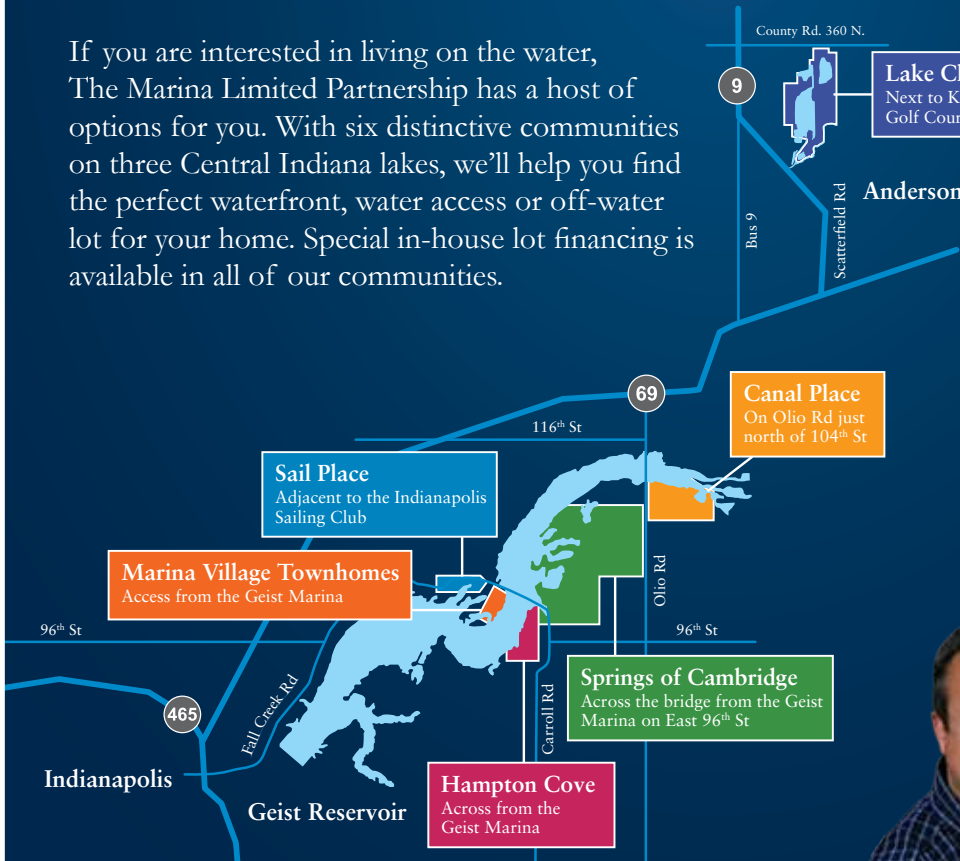 If you are interested in living on the water,
The Marina Limited Partnership has a host of
options for you. With six distinctive communities
on three Central Indiana lakes, we’ll help you find
the perfect waterfront, water access or off-water
lot for your home. Special in-house lot financing is
available in all of our communities.
County Rd. 360 N.
9
Lake
Next to
Golf
Anderson
Bus 9
Scatterfield Rd
69
116th St
Canal Place
On Olio Rd just
north of 104th St
Sail Place
Adjacent to the Indianapolis
Sailing Club
Marina Village Townhomes
Access from the Geist Marina
Olio Rd
96th St
96th St
Springs of Cambridge
Across the bridge from the Geist
Marina on East 96th St
465
Fall Creek Rd
Carroll Rd
Indianapolis
Geist Reservoir
Hampton Cove
Across from the
Geist Marina